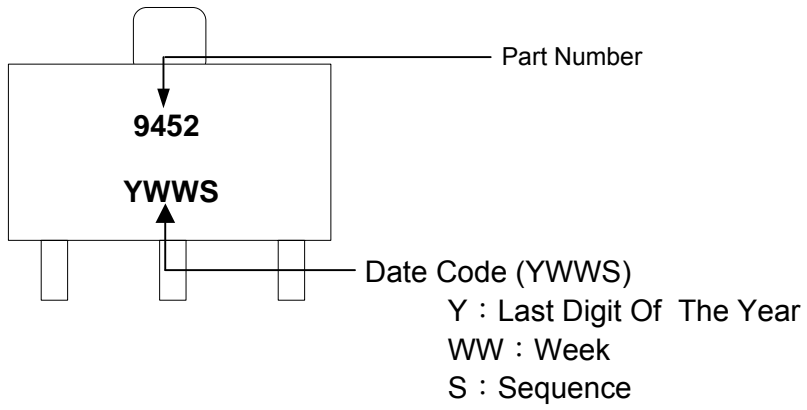 Part Number
9452
YWWS
Date Code (YWWS)
Y：Last Digit Of The Year
WW：Week
S：Sequence